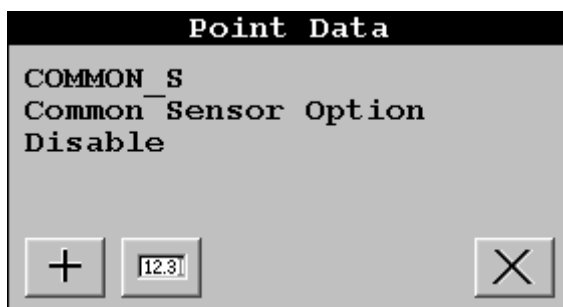 Point Data
COMMON_S
Common Sensor Option
Disable
12.3